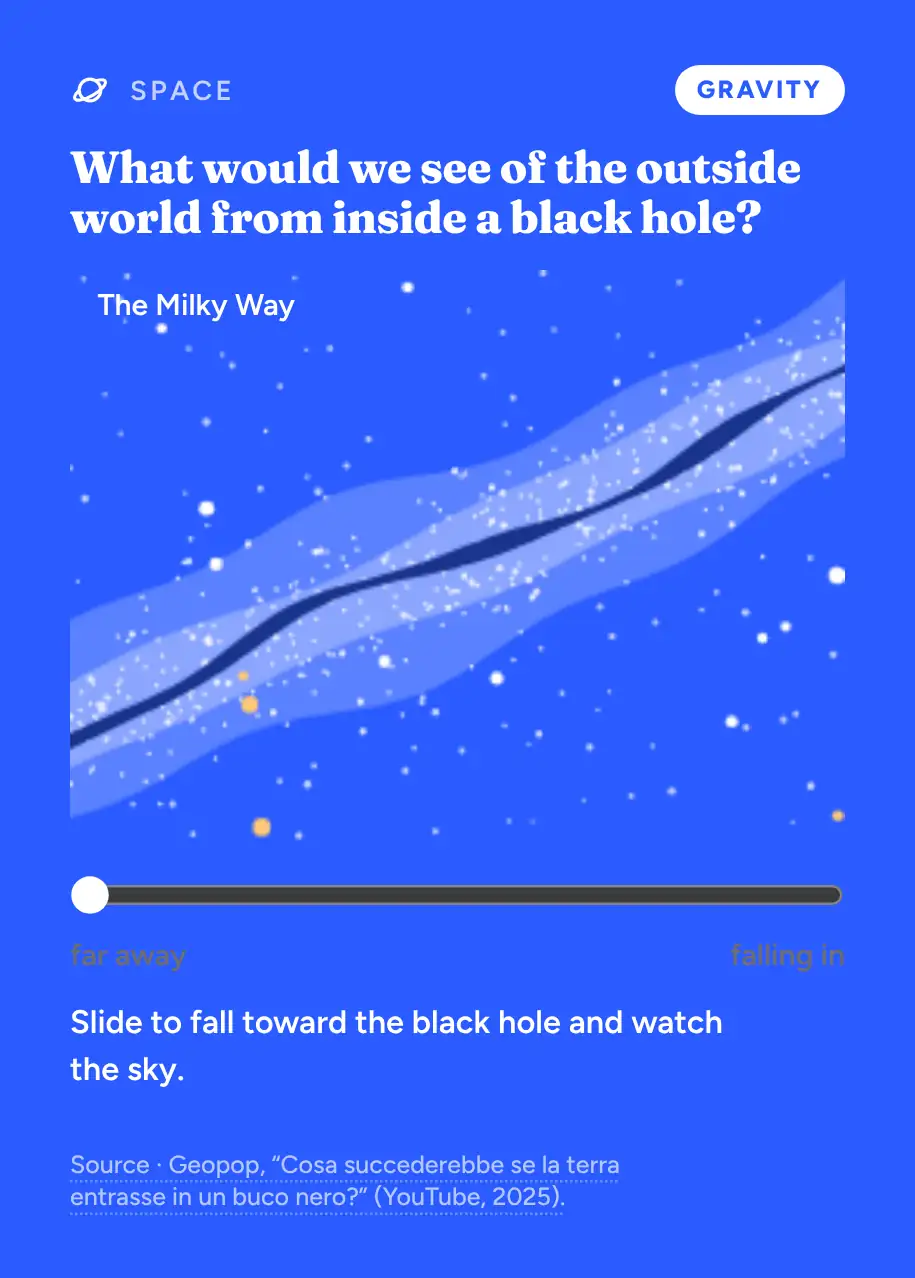 SPACE
GRAVITY
What would we see of the outside
world from inside a black hole?
The Milky Way
far away
falling in
Slide to fall toward the black hole and watch
the sky.
Source · Geopop, “Cosa succederebbe se la terra
entrasse in un buco nero?” (YouTube, 2025).